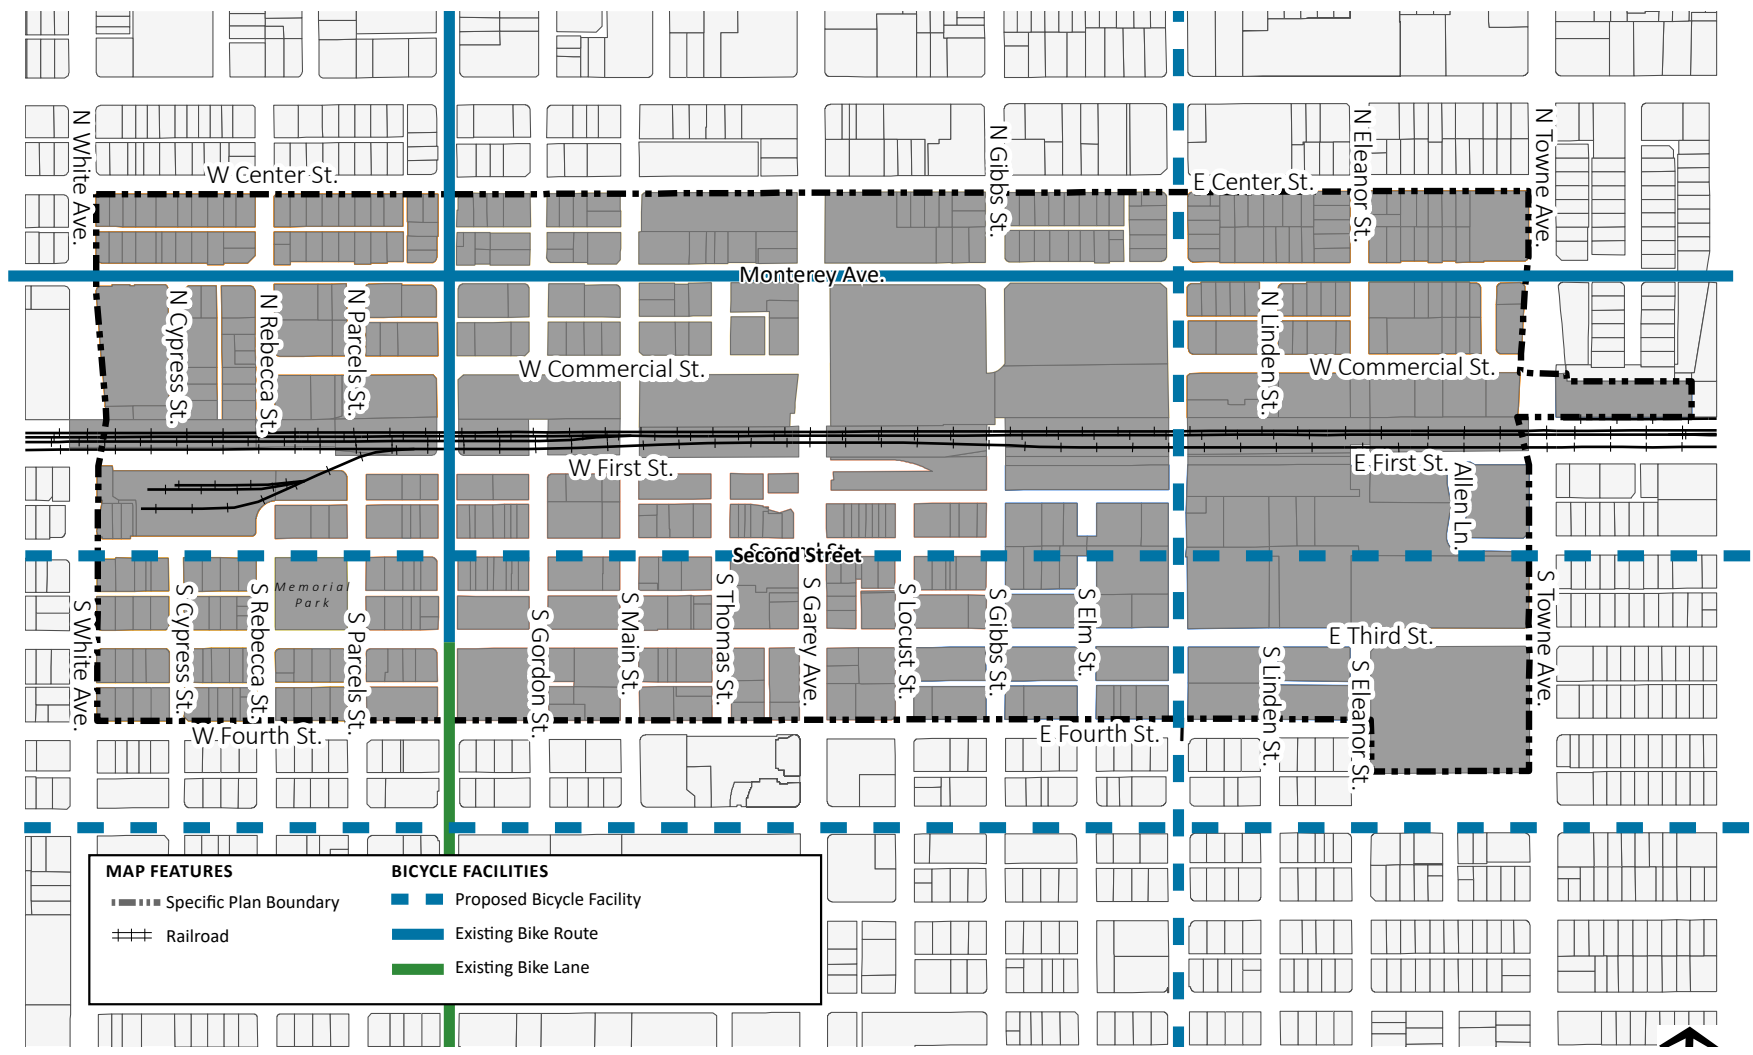 N White Ave.
W Center St.
N Gibbs St.
E Center St.
N Eleanor St.
N Towne Ave.
Monterey Ave.
N Cypress St.
N Rebecca St.
N Parcels St.
W Commercial St.
N Linden St.
W Commercial St.
W First St.
E First St.
Allen Ln.
Second Street
Memorial
Park
S White Ave.
S Cypress St.
S Rebecca St.
S Parcels St.
S Gordon St.
S Main St.
S Thomas St.
S Garey Ave.
S Locust St.
S Gibbs St.
S Elm St.
E Third St.
S Linden St.
S Eleanor St.
S Towne Ave.
W Fourth St.
E Fourth St.
MAP FEATURES
Specific Plan Boundary
Railroad
BICYCLE FACILITIES
Proposed Bicycle Facility
Existing Bike Route
Existing Bike Lane